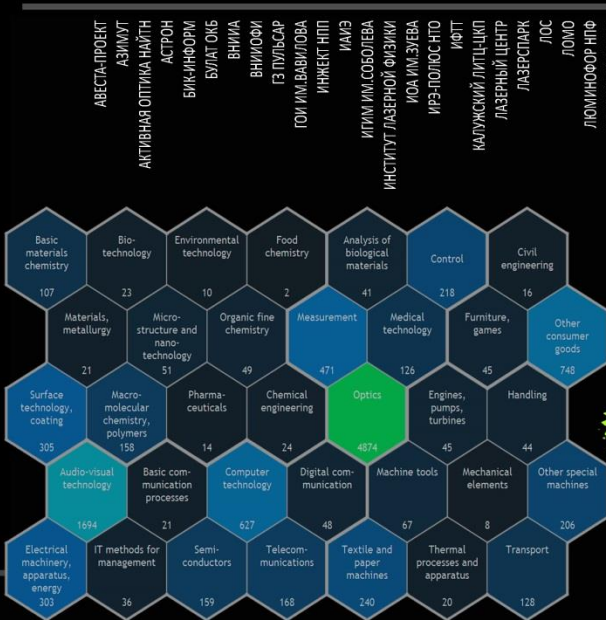 АВЕСТА-ПРОЕКТ
АЗИМУТ
АКТИВНАЯ ОПТИКА НАЙТН
АСТРОН
БИК-ИНФОРМ
БУЛАТ ОКБ
ВНИИА
ВНИИОФИ
ГЗ ПУЛЬСАР
ГОИ ИМ.ВАВИЛОВА
ИНЖЕКТ НПП
ИАИЭ
ИГИМ ИМ.СОБОЛЕВА
ИНСТИТУТ ЛАЗЕРНОЙ ФИЗИКИ
ИОА ИМ.ЗУЕВА
ИРЭ-ПОЛЮС НТО
ИФТТ
КАЛУЖСКИЙ ЛИТЦ-ЦКП
ЛАЗЕРНЫЙ ЦЕНТР
ЛАЗЕРСПАРК
ЛОС
ЛОМО
ЛЮМИНОФОР НПФ
Basic
materials
chemistry
107
Bio-
technology
23
Environmental
technology
10
Food
chemistry
2
Analysis of
biological
materials
41
Control
218
Civil
engineering
16
Materials,
metallurgy
21
Micro-
structure and
nano-
technology
51
Organic fine
chemistry
49
Measurement
471
Medical
technology
126
Furniture,
games
45
Other
consumer
goods
748
Surface
technology,
coating
305
Macro-
molecular
chemistry,
polymers
158
Pharma-
ceuticals
14
Chemical
engineering
24
Optics
4874
Engines,
pumps,
turbines
45
Handling
44
Audio-visual
technology
1694
Basic com-
munication
processes
21
Computer
technology
627
Digital com-
munication
48
Machine tools
67
Mechanical
elements
8
Other special
machines
206
Electrical
machinery,
apparatus,
energy
303
IT methods for
management
36
Semi-
conductors
159
Telecom-
munications
168
Textile and
paper
machines
240
Thermal
processes and
apparatus
20
Transport
128